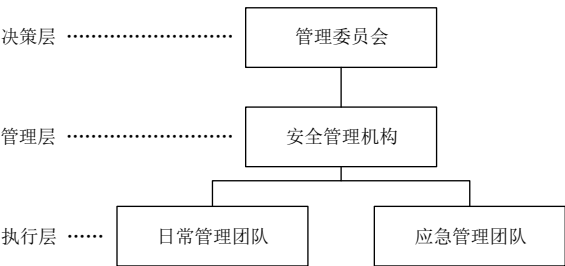 决策层 管理委员会
管理层 安全管理机构
执行层 日常管理团队 应急管理团队